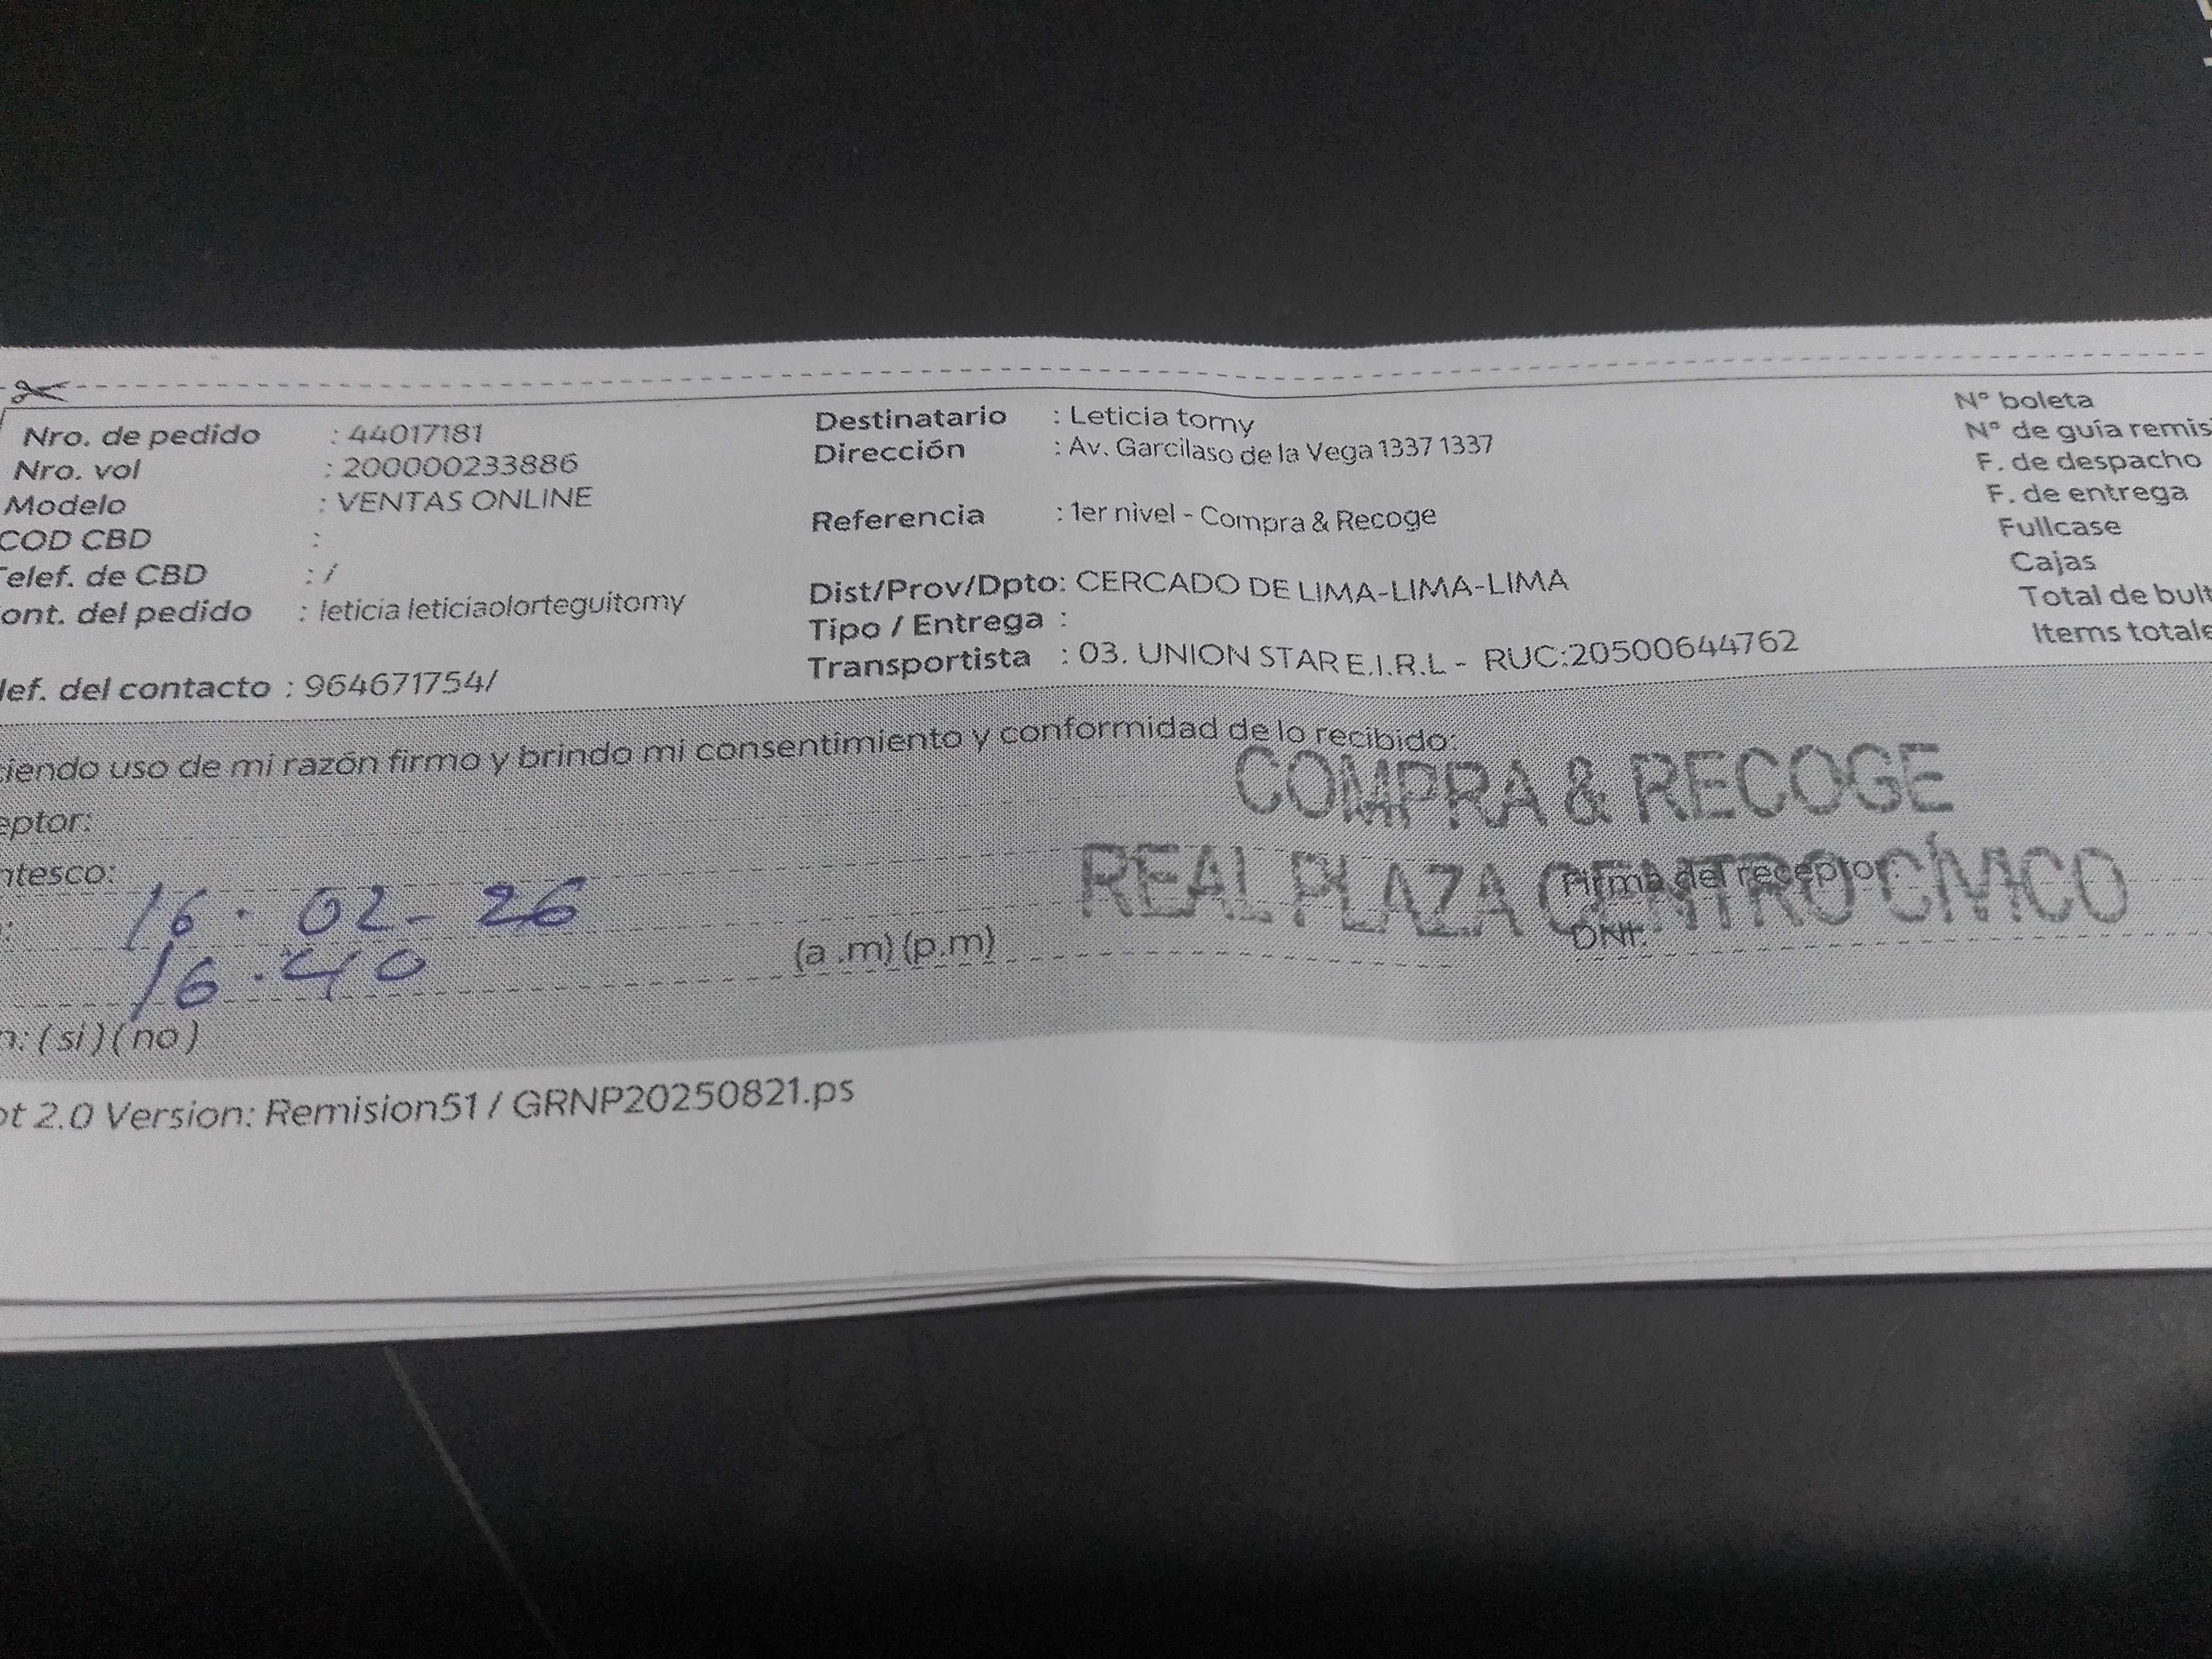 Nro. de pedido : 44017181
Nro. vol : 200000233886
Modelo : VENTAS ONLINE
COD CBD :
Telef. de CBD : /
ont. del pedido : leticia leticiaolorteguitomy
lef. del contacto : 964671754/
Destinatario : Leticia tomy
Dirección : Av. Garcilaso de la Vega 1337 1337
Referencia : 1er nivel - Compra & Recoge
Dist/Prov/Dpto: CERCADO DE LIMA-LIMA-LIMA
Tipo / Entrega :
Transportista : 03. UNION STAR E.I.R.L - RUC:20500644762
N° boleta
N° de guía remis
F. de despacho
F. de entrega
Fullcase
Cajas
Total de bult
Items totale
ciendo uso de mi razón firmo y brindo mi consentimiento y conformidad de lo recibido:
eptor:
ntesco:
COMPRA & RECOGE
REAL PLAZA CENTRO CÍVICO
Firma del receptor:
DNI:
16 . 02 - 26
16 . 40
(a .m) (p.m)
n: ( si ) ( no )
ot 2.0 Version: Remision51 / GRNP20250821.ps